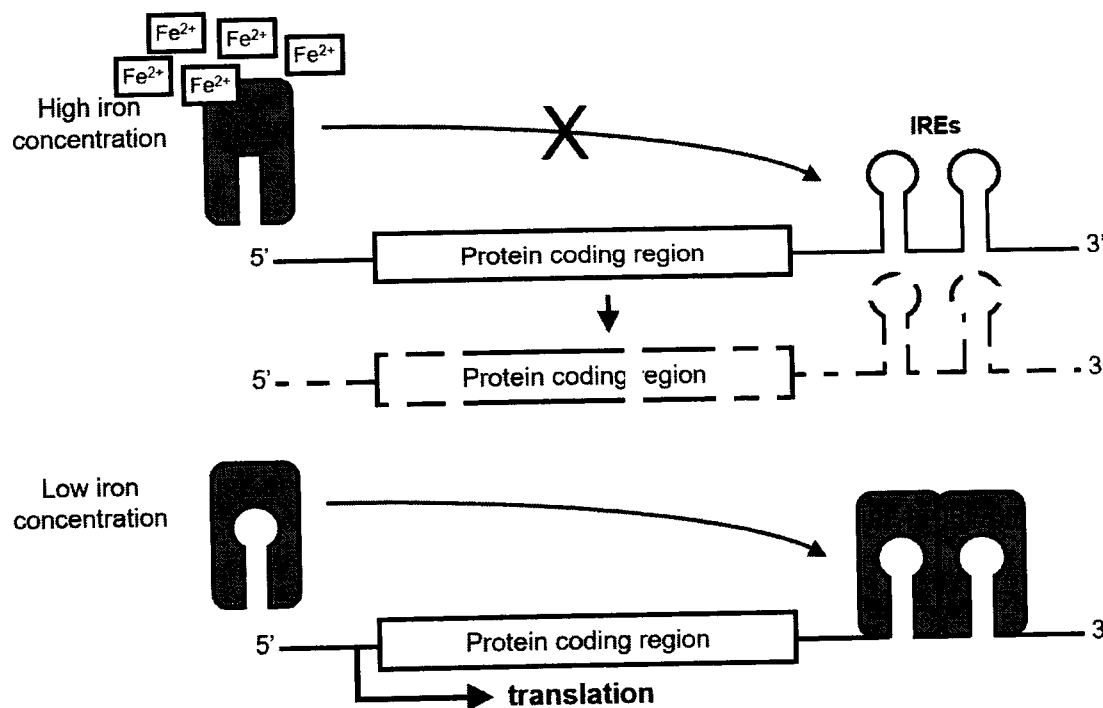 Fe²⁺
Fe²⁺
Fe²⁺
Fe²⁺
Fe²⁺
High iron
concentration
IREs
5' Protein coding region 3'
5' Protein coding region 3
Low iron
concentration
5' Protein coding region 3
translation